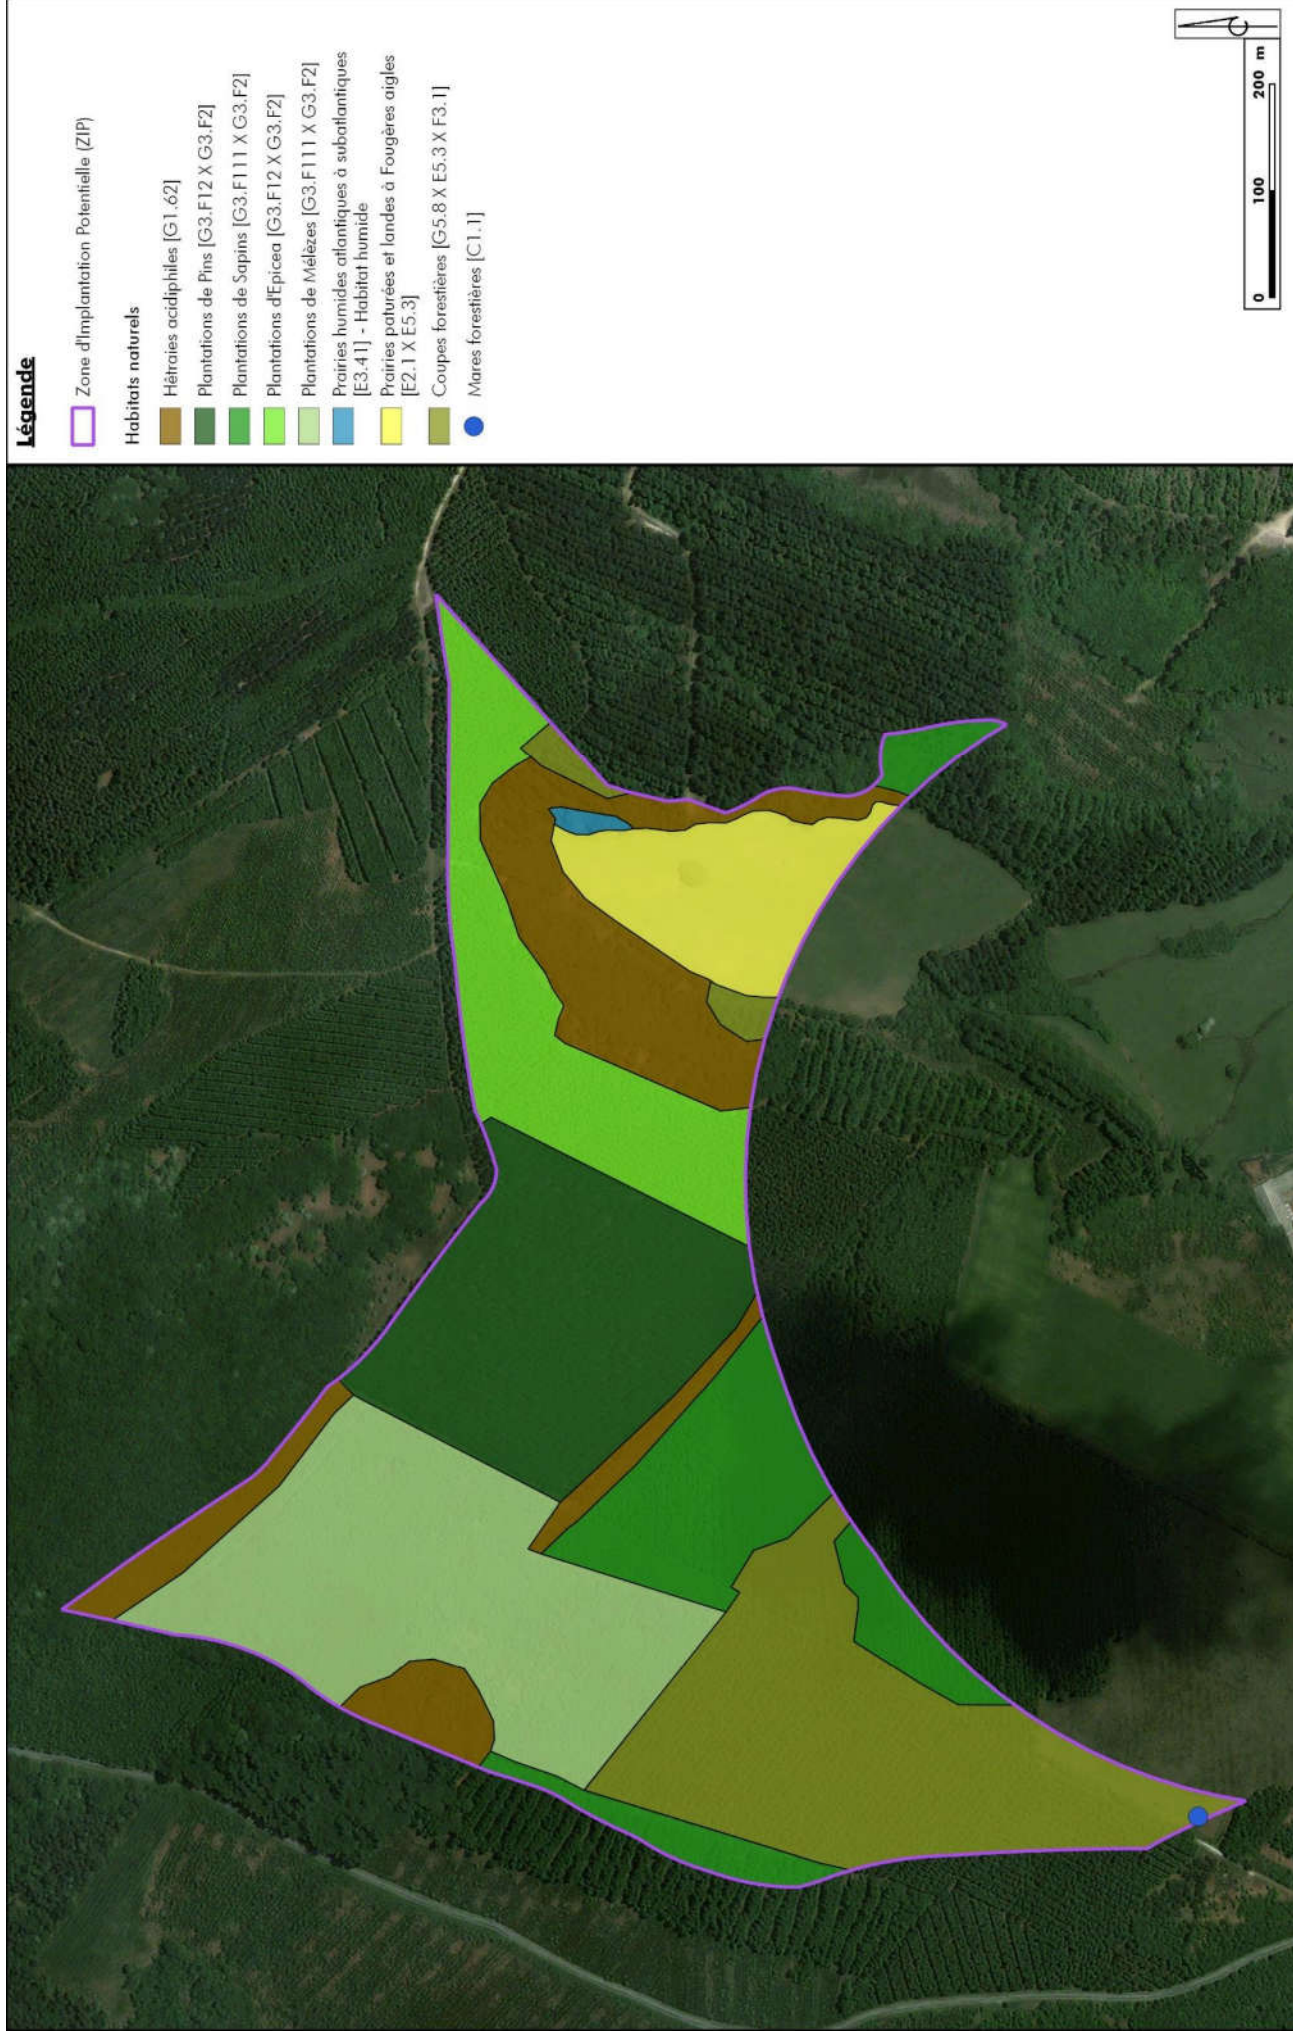 Légende
Zone d'Implantation Potentielle (ZIP)
Habitats naturels
Hêtraies acidiphiles [G1.62]
Plantations de Pins [G3.F12 X G3.F2]
Plantations de Sapins [G3.F111 X G3.F2]
Plantations d'Epicea [G3.F12 X G3.F2]
Plantations de Mélèzes [G3.F111 X G3.F2]
Prairies humides atlantiques à subatlantiques
[E3.41] - Habitat humide
Prairies paturées et landes à Fougères aigles
[E2.1 X E5.3]
Coupes forestières [G5.8 X E5.3 X F3.1]
Mares forestières [C1.1]
0 100 200 m